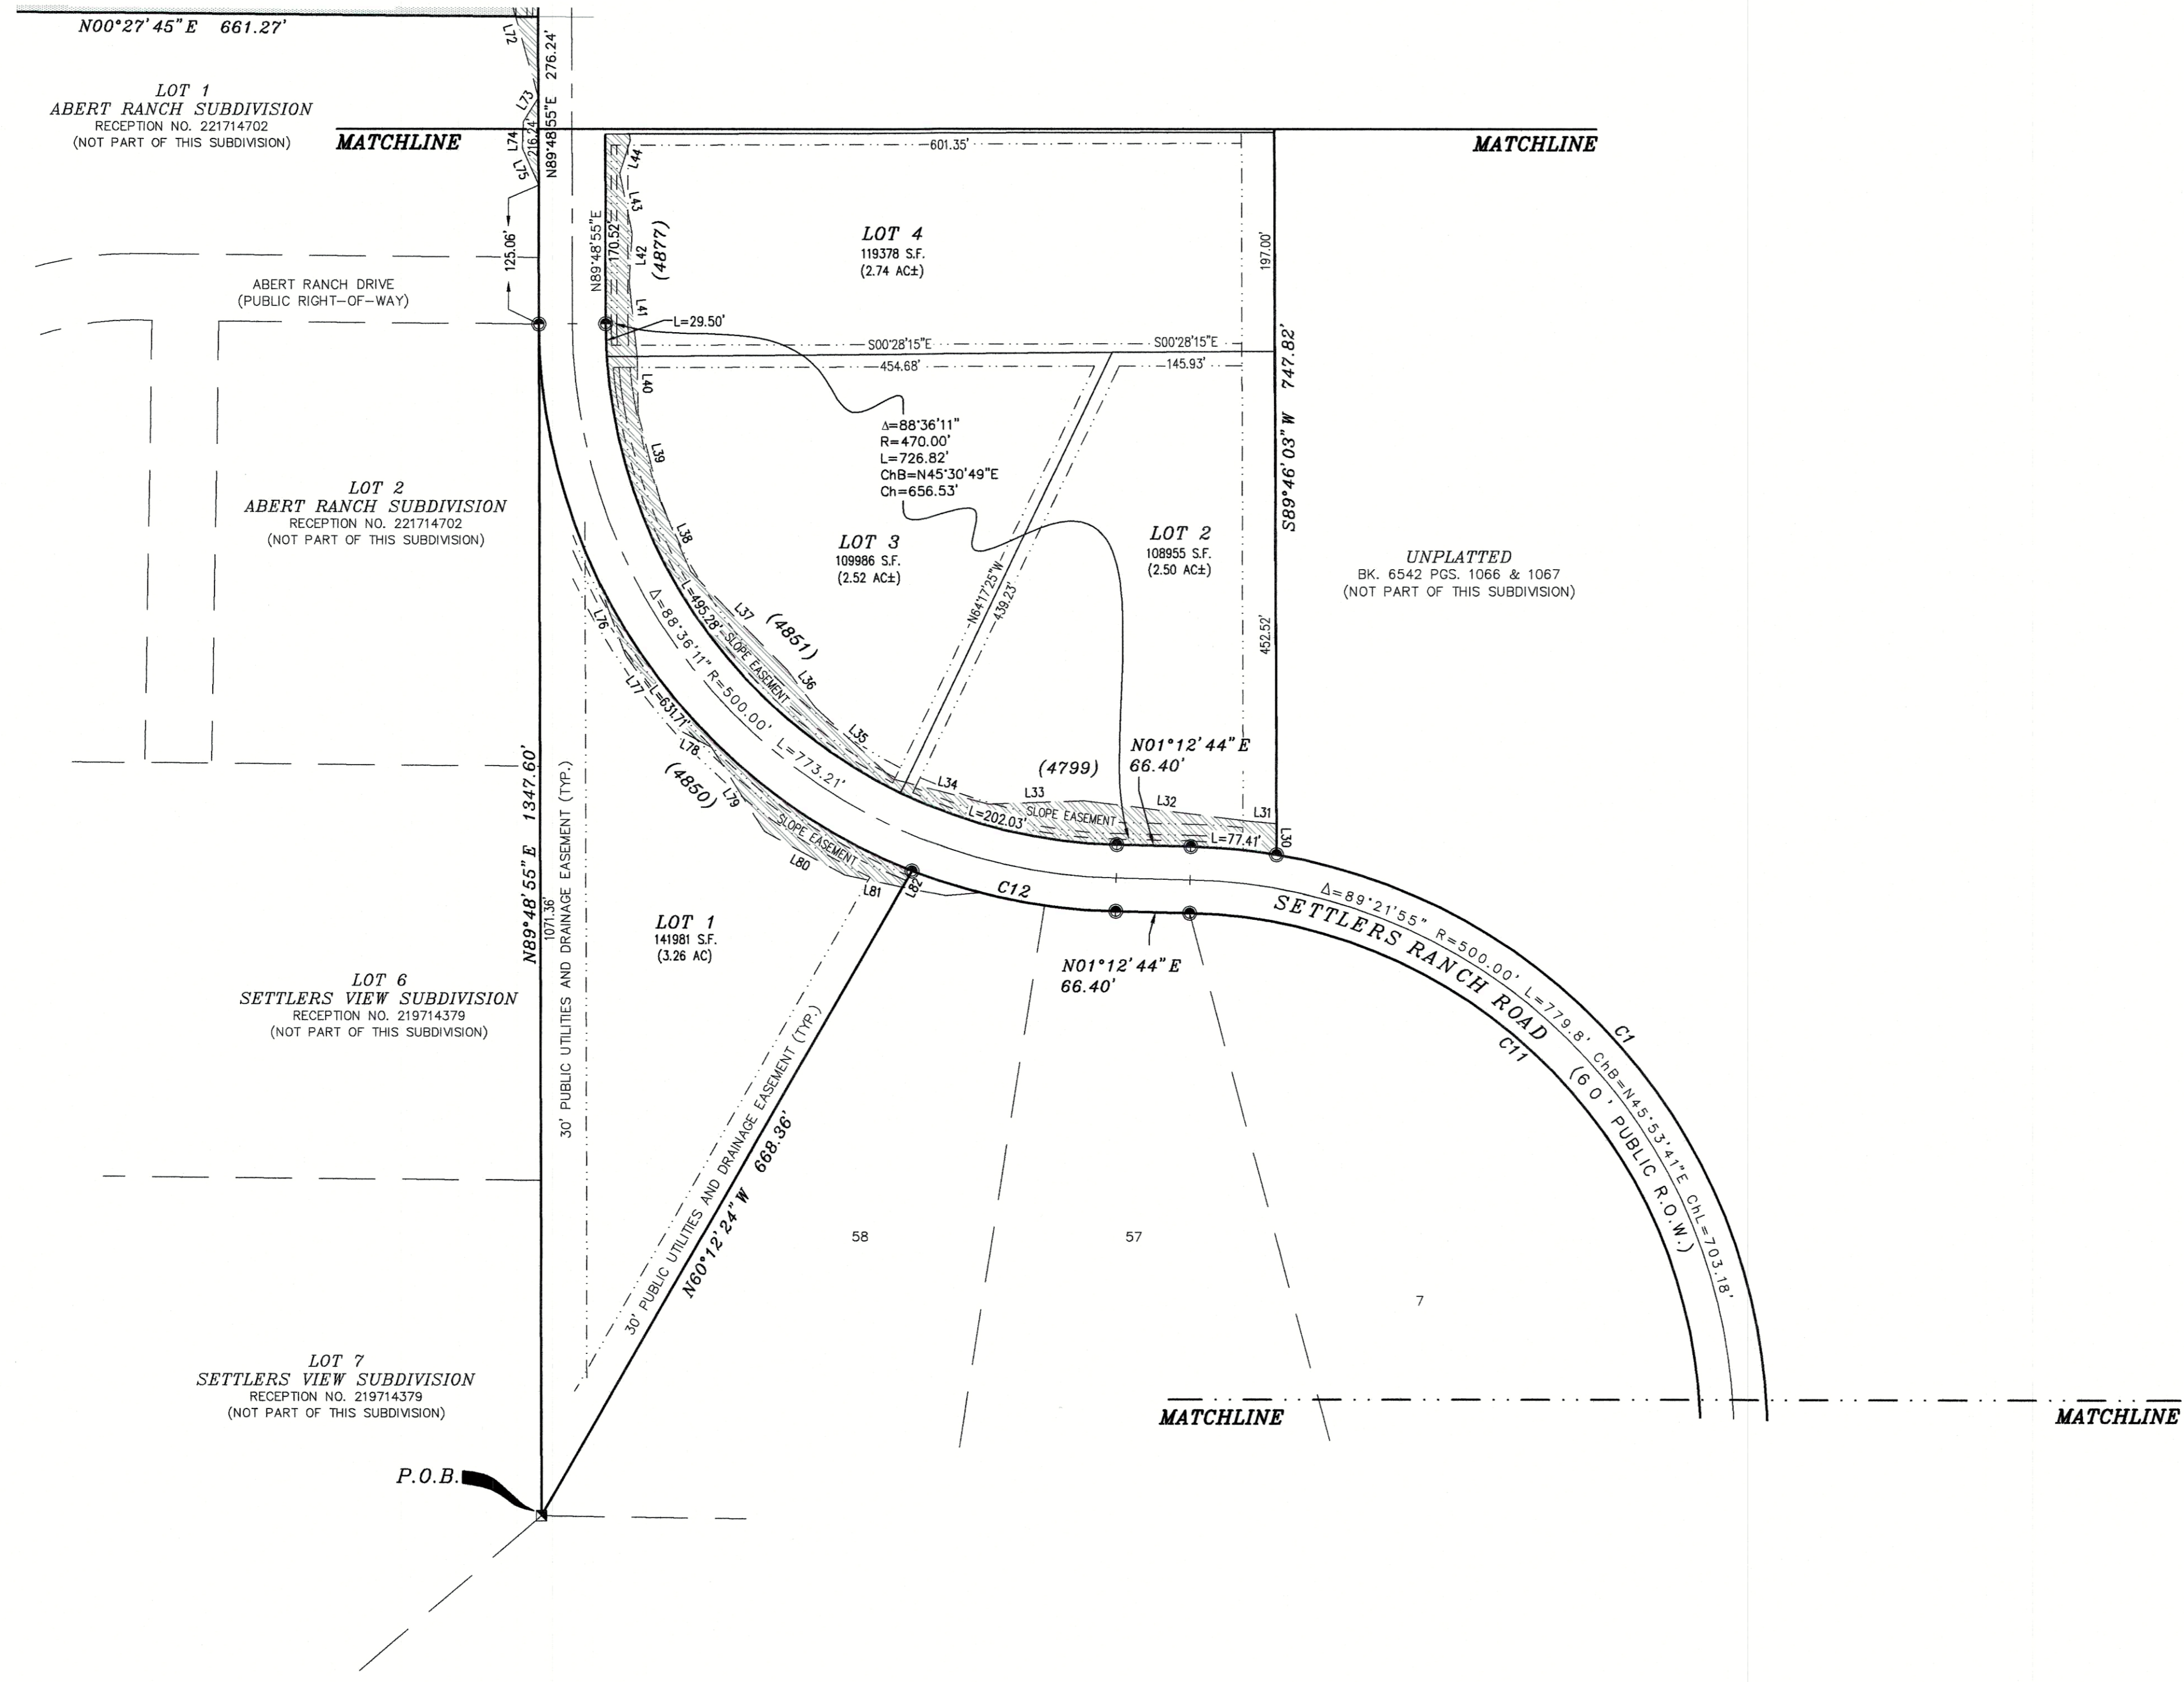 N00°27'45"E 661.27'
L72
N89°48'55"E 276.24'
LOT 1
ABERT RANCH SUBDIVISION
RECEPTION NO. 221714702
(NOT PART OF THIS SUBDIVISION)
L73
L74
216.24'
L75
MATCHLINE
MATCHLINE
601.35'
L44
L43
L42
L41
(4877)
N89°48'55"E
170.52'
125.06'
LOT 4
119378 S.F.
(2.74 AC±)
197.00'
ABERT RANCH DRIVE
(PUBLIC RIGHT-OF-WAY)
L=29.50'
S00°28'15"E
S00°28'15"E
454.68'
145.93'
S89°46'03"W 747.82'
L40
L39
L38
Δ=88°36'11"
R=470.00'
L=726.82'
ChB=N45°30'49"E
Ch=656.53'
LOT 2
ABERT RANCH SUBDIVISION
RECEPTION NO. 221714702
(NOT PART OF THIS SUBDIVISION)
LOT 3
109986 S.F.
(2.52 AC±)
LOT 2
108955 S.F.
(2.50 AC±)
UNPLATTED
BK. 6542 PGS. 1066 & 1067
(NOT PART OF THIS SUBDIVISION)
N64°17'25"W
439.23'
452.52'
L37
(4851)
L36
L35
L=495.28'
SLOPE EASEMENT
Δ=88°36'11" R=500.00' L=773.21'
L76
L77
L=631.71'
L78
(4850)
L79
SLOPE EASEMENT
L80
L81
L82
N01°12'44"E
66.40'
(4799)
L34
L33
L32
L31
L30
SLOPE EASEMENT
L=202.03'
L=77.41'
C12
N89°48'55"E 1347.60'
1071.36'
30' PUBLIC UTILITIES AND DRAINAGE EASEMENT (TYP.)
LOT 1
141981 S.F.
(3.26 AC)
N01°12'44"E
66.40'
Δ=89°21'55" R=500.00' L=779.8' ChB=N45°53'41"E ChL=703.18'
SETTLERS RANCH ROAD
(60' PUBLIC R.O.W.)
C1
C11
LOT 6
SETTLERS VIEW SUBDIVISION
RECEPTION NO. 219714379
(NOT PART OF THIS SUBDIVISION)
30' PUBLIC UTILITIES AND DRAINAGE EASEMENT (TYP.)
N60°12'24"W 668.36'
58
57
7
LOT 7
SETTLERS VIEW SUBDIVISION
RECEPTION NO. 219714379
(NOT PART OF THIS SUBDIVISION)
MATCHLINE
MATCHLINE
P.O.B.